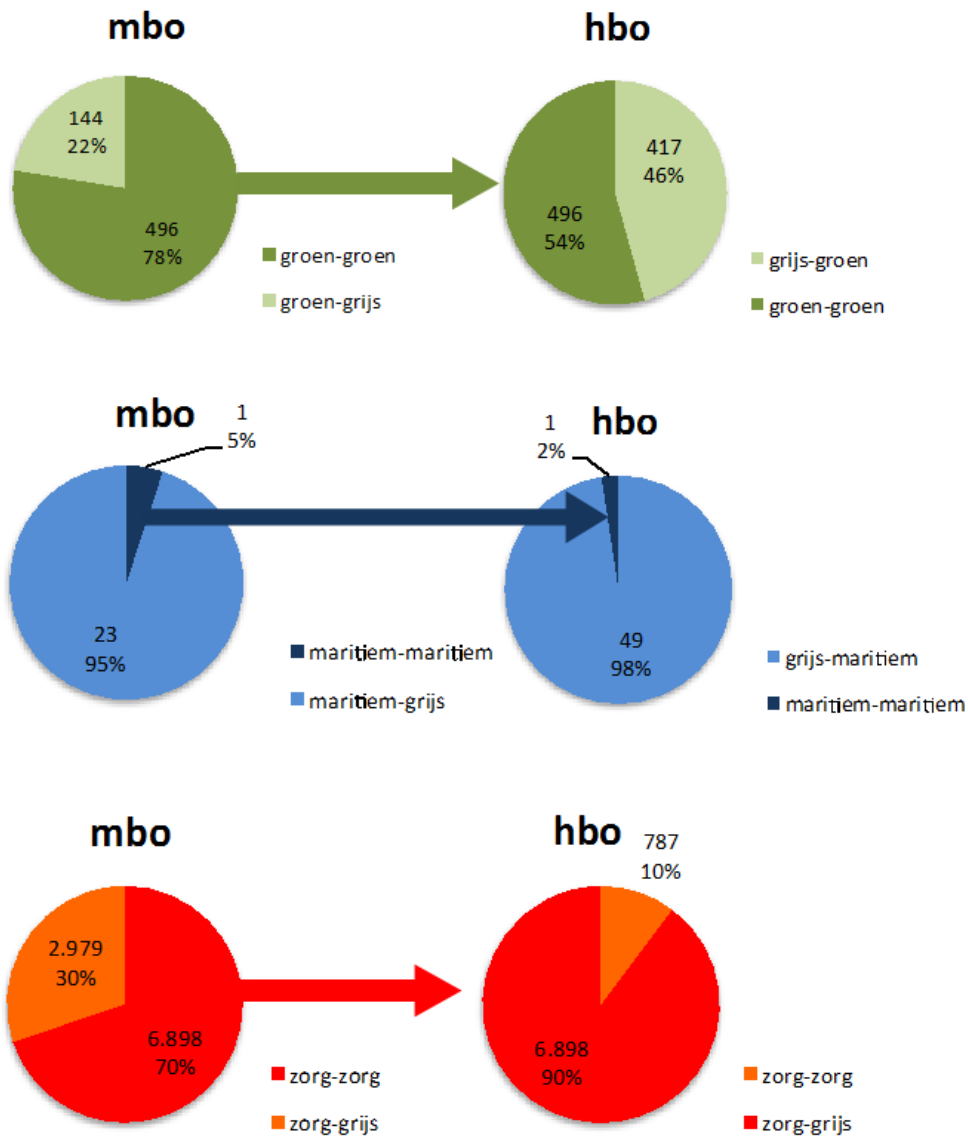 mbo
hbo
144
22%
496
78%
417
46%
496
54%
groen-groen
groen-grijs
grijs-groen
groen-groen
mbo
hbo
1
5%
1
2%
23
95%
49
98%
maritiem-maritiem
maritiem-grijs
grijs-maritiem
maritiem-maritiem
mbo
hbo
787
10%
2.979
30%
6.898
70%
6.898
90%
zorg-zorg
zorg-grijs
zorg-zorg
zorg-grijs